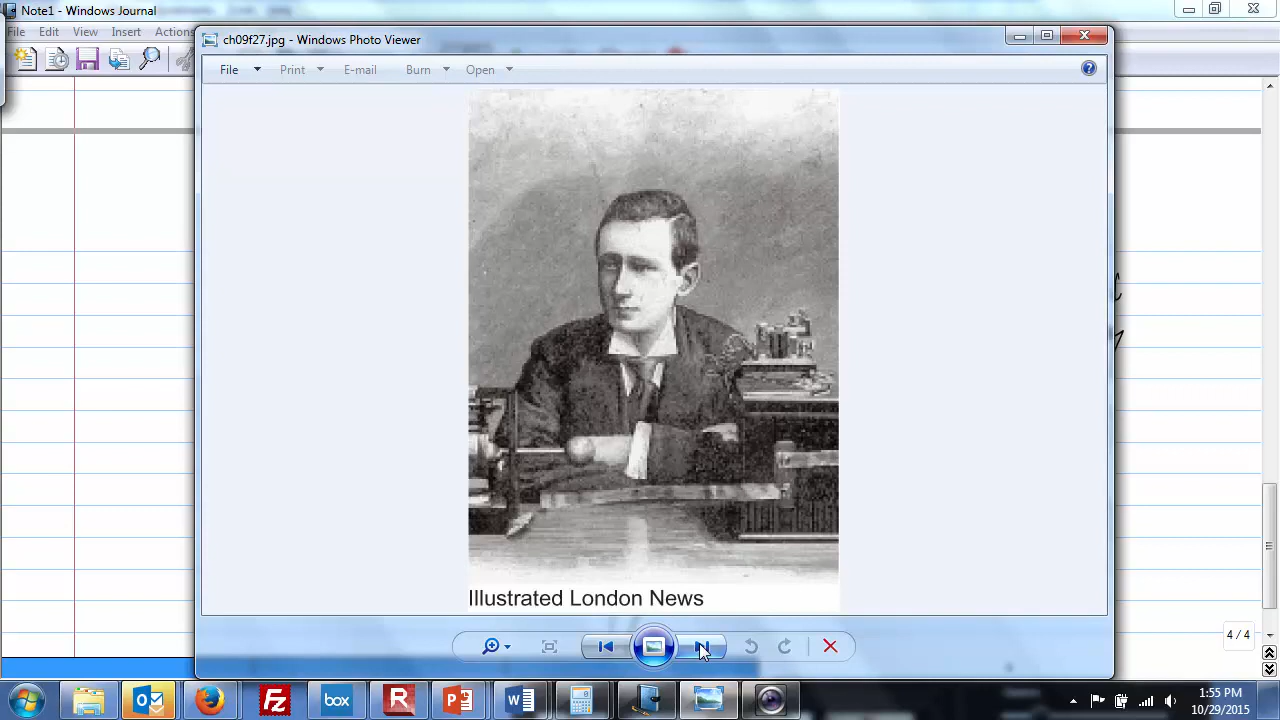 Note1 - Windows Journal
File Edit View Insert Actions
ch09f27.jpg - Windows Photo Viewer
File Print E-mail Burn Open
Illustrated London News
4 / 4
box
1:55 PM
10/29/2015